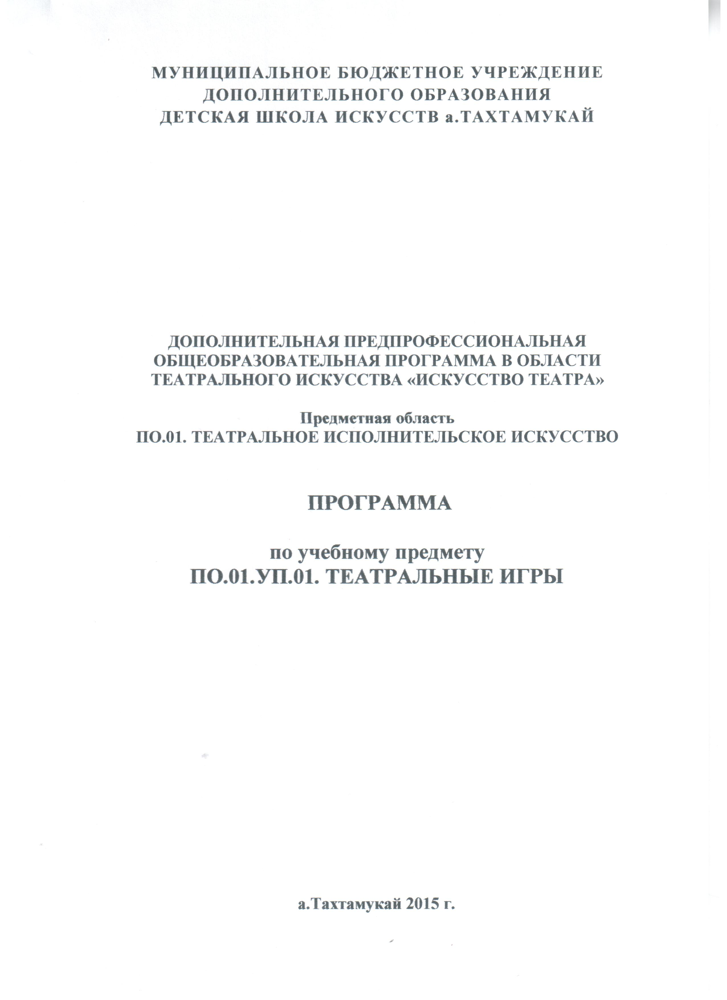 МУНИЦИПАЛЬНОЕ БЮДЖЕТНОЕ УЧРЕЖДЕНИЕ
ДОПОЛНИТЕЛЬНОГО ОБРАЗОВАНИЯ
ДЕТСКАЯ ШКОЛА ИСКУССТВ а.ТАХТАМУКАЙ
ДОПОЛНИТЕЛЬНАЯ ПРЕДПРОФЕССИОНАЛЬНАЯ
ОБЩЕОБРАЗОВАТЕЛЬНАЯ ПРОГРАММА В ОБЛАСТИ
ТЕАТРАЛЬНОГО ИСКУССТВА «ИСКУССТВО ТЕАТРА»
Предметная область
ПО.01. ТЕАТРАЛЬНОЕ ИСПОЛНИТЕЛЬСКОЕ ИСКУССТВО
ПРОГРАММА
по учебному предмету
ПО.01.УП.01. ТЕАТРАЛЬНЫЕ ИГРЫ
а.Тахтамукай 2015 г.